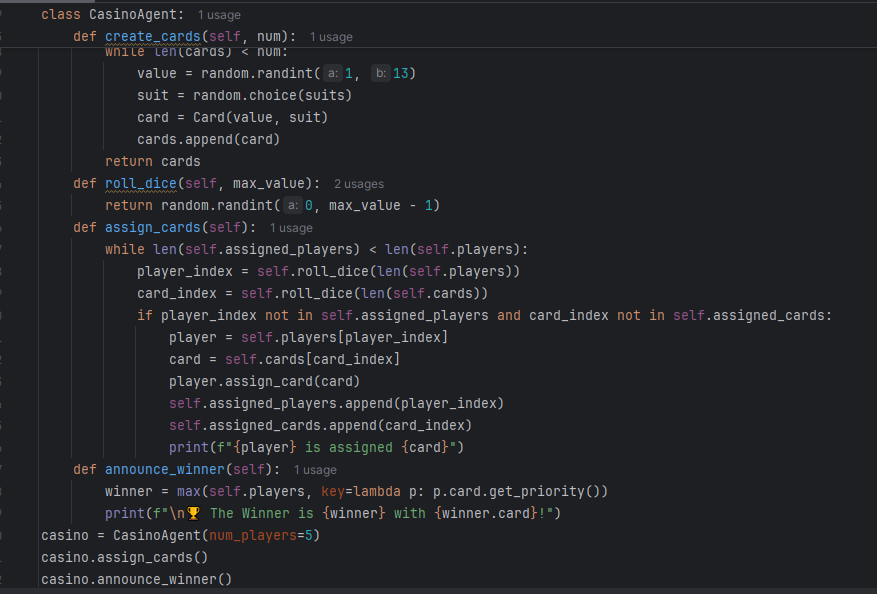 class CasinoAgent: 1 usage
def create_cards(self, num): 1 usage
while len(cards) < num:
value = random.randint( a: 1, b: 13)
suit = random.choice(suits)
card = Card(value, suit)
cards.append(card)
return cards
def roll_dice(self, max_value): 2 usages
return random.randint( a: 0, max_value - 1)
def assign_cards(self): 1 usage
while len(self.assigned_players) < len(self.players):
player_index = self.roll_dice(len(self.players))
card_index = self.roll_dice(len(self.cards))
if player_index not in self.assigned_players and card_index not in self.assigned_cards:
player = self.players[player_index]
card = self.cards[card_index]
player.assign_card(card)
self.assigned_players.append(player_index)
self.assigned_cards.append(card_index)
print(f"{player} is assigned {card}")
def announce_winner(self): 1 usage
winner = max(self.players, key=lambda p: p.card.get_priority())
print(f"\n🏆 The Winner is {winner} with {winner.card}!")
casino = CasinoAgent(num_players=5)
casino.assign_cards()
casino.announce_winner()